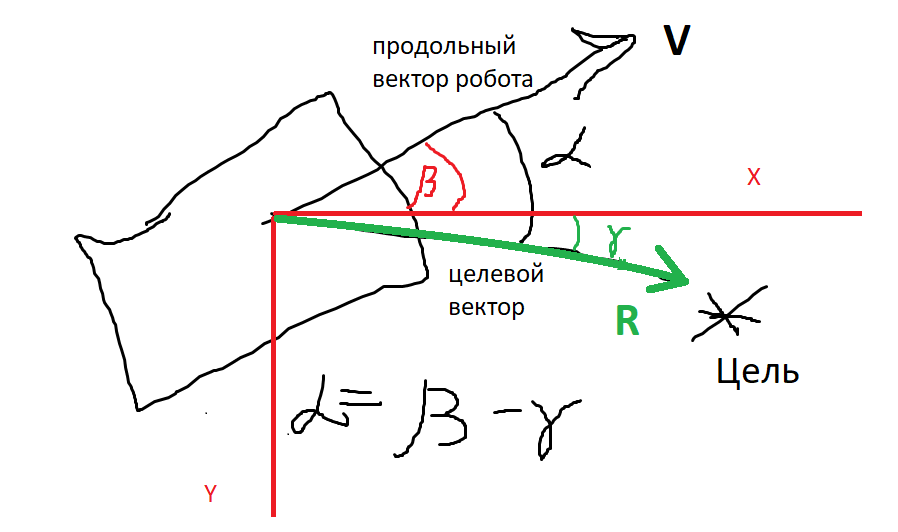 продольный
вектор робота
V
α
β
X
γ
целевой
вектор
R
Цель
α = β - γ
Y